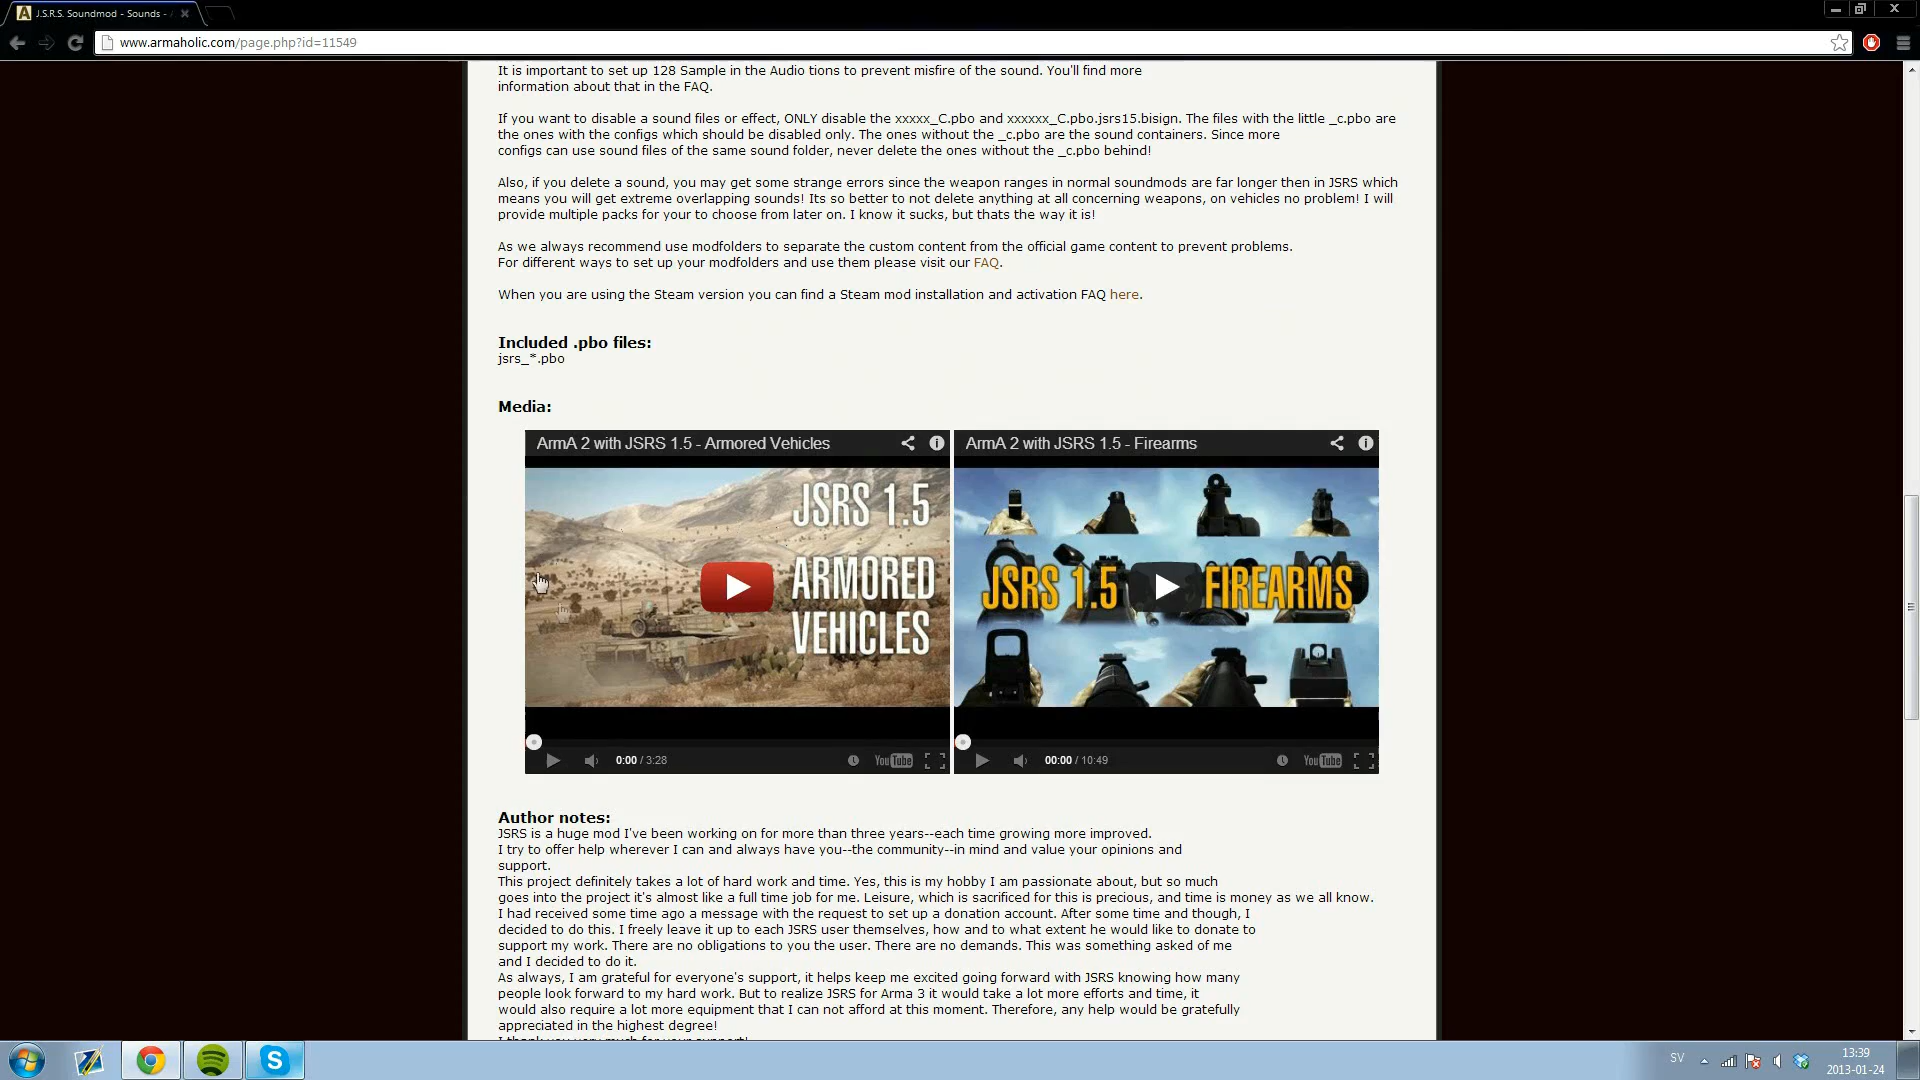 J.S.R.S. Soundmod - Sounds -
www.armaholic.com/page.php?id=11549
It is important to set up 128 Sample in the Audio tions to prevent misfire of the sound. You'll find more
information about that in the FAQ.
If you want to disable a sound files or effect, ONLY disable the xxxxx_C.pbo and xxxxxx_C.pbo.jsrs15.bisign. The files with the little _c.pbo are
the ones with the configs which should be disabled only. The ones without the _c.pbo are the sound containers. Since more
configs can use sound files of the same sound folder, never delete the ones without the _c.pbo behind!
Also, if you delete a sound, you may get some strange errors since the weapon ranges in normal soundmods are far longer then in JSRS which
means you will get extreme overlapping sounds! Its so better to not delete anything at all concerning weapons, on vehicles no problem! I will
provide multiple packs for your to choose from later on. I know it sucks, but thats the way it is!
As we always recommend use modfolders to separate the custom content from the official game content to prevent problems.
For different ways to set up your modfolders and use them please visit our FAQ.
When you are using the Steam version you can find a Steam mod installation and activation FAQ here.
Included .pbo files:
jsrs_*.pbo
Media:
ArmA 2 with JSRS 1.5 - Armored Vehicles
JSRS 1.5
ARMORED
VEHICLES
0:00 / 3:28
YouTube
ArmA 2 with JSRS 1.5 - Firearms
JSRS 1.5 FIREARMS
00:00 / 10:49
YouTube
Author notes:
JSRS is a huge mod I've been working on for more than three years--each time growing more improved.
I try to offer help wherever I can and always have you--the community--in mind and value your opinions and
support.
This project definitely takes a lot of hard work and time. Yes, this is my hobby I am passionate about, but so much
goes into the project it's almost like a full time job for me. Leisure, which is sacrificed for this is precious, and time is money as we all know.
I had received some time ago a message with the request to set up a donation account. After some time and though, I
decided to do this. I freely leave it up to each JSRS user themselves, how and to what extent he would like to donate to
support my work. There are no obligations to you the user. There are no demands. This was something asked of me
and I decided to do it.
As always, I am grateful for everyone's support, it helps keep me excited going forward with JSRS knowing how many
people look forward to my hard work. But to realize JSRS for Arma 3 it would take a lot more efforts and time, it
would also require a lot more equipment that I can not afford at this moment. Therefore, any help would be gratefully
appreciated in the highest degree!
I thank you very much for your support!
SV
13:39
2013-01-24